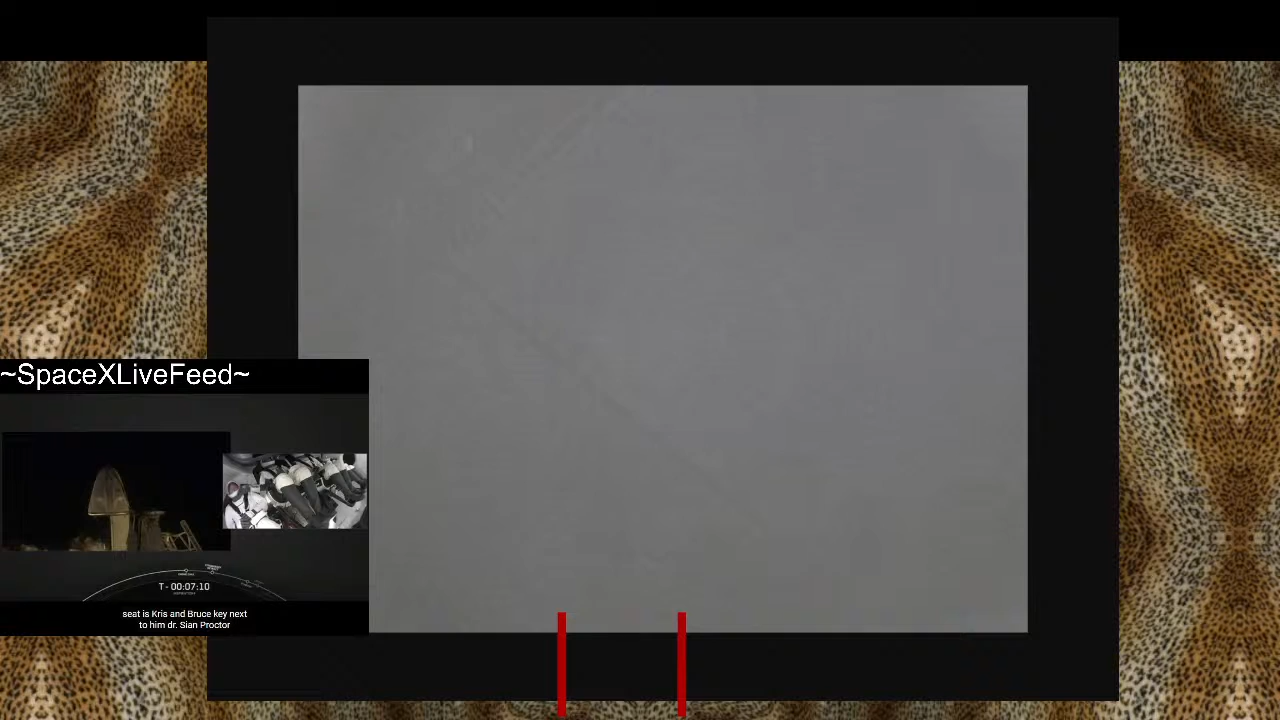 ~SpaceXLiveFeed~
T - 00:07:10
seat is Kris and Bruce key next
to him dr. Sian Proctor